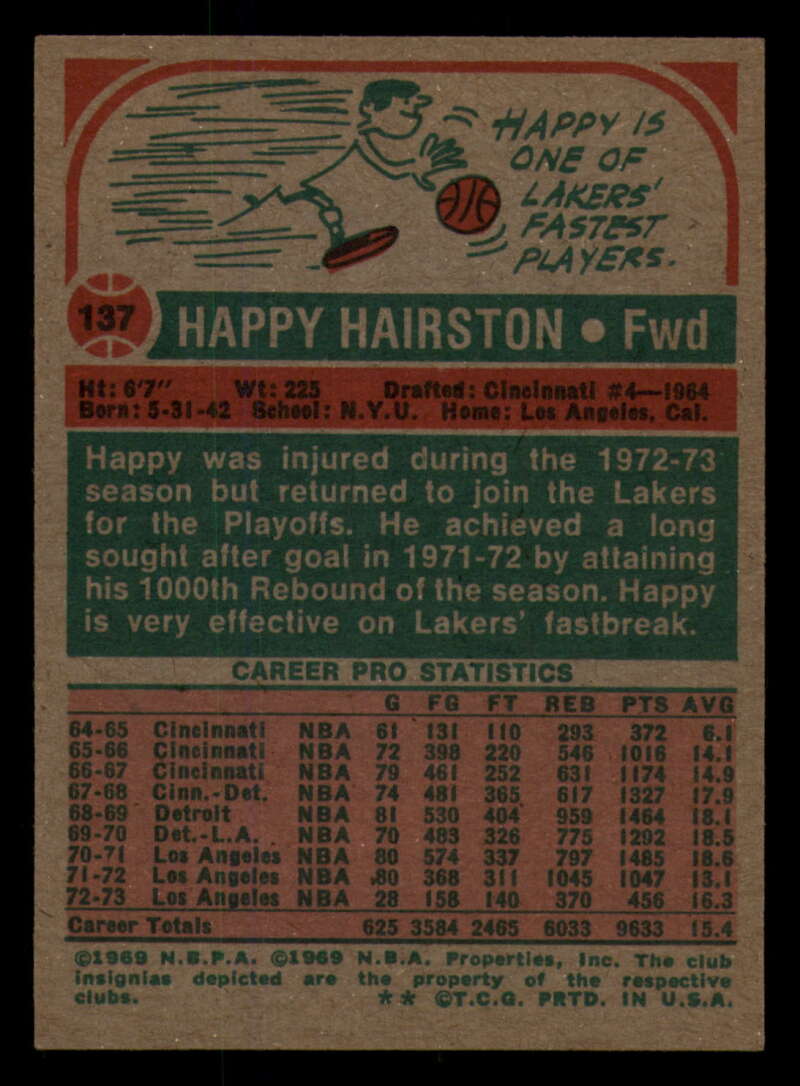 HAPPY IS
ONE OF
LAKERS'
FASTEST
PLAYERS.
137 HAPPY HAIRSTON • Fwd
Ht: 6'7" Wt: 225 Drafted: Cincinnati #4—1964
Born: 5-31-42 School: N.Y.U. Home: Los Angeles, Cal.
Happy was injured during the 1972-73
season but returned to join the Lakers
for the Playoffs. He achieved a long
sought after goal in 1971-72 by attaining
his 1000th Rebound of the season. Happy
is very effective on Lakers' fastbreak.
CAREER PRO STATISTICS
G FG FT REB PTS AVG
64-65 Cincinnati NBA 61 131 110 293 372 6.1
65-66 Cincinnati NBA 72 398 220 546 1016 14.1
66-67 Cincinnati NBA 79 461 252 631 1174 14.9
67-68 Cinn.-Det. NBA 74 481 365 617 1327 17.9
68-69 Detroit NBA 81 530 404 959 1464 18.1
69-70 Det.-L.A. NBA 70 483 326 775 1292 18.5
70-71 Los Angeles NBA 80 574 337 797 1485 18.6
71-72 Los Angeles NBA 80 368 311 1045 1047 13.1
72-73 Los Angeles NBA 28 158 140 370 456 16.3
Career Totals 625 3584 2465 6033 9633 15.4
©1969 N.B.P.A. ©1969 N.B.A. Properties, Inc. The club
insignias depicted are the property of the respective
clubs. ** ©T.C.G. PRTD. IN U.S.A.